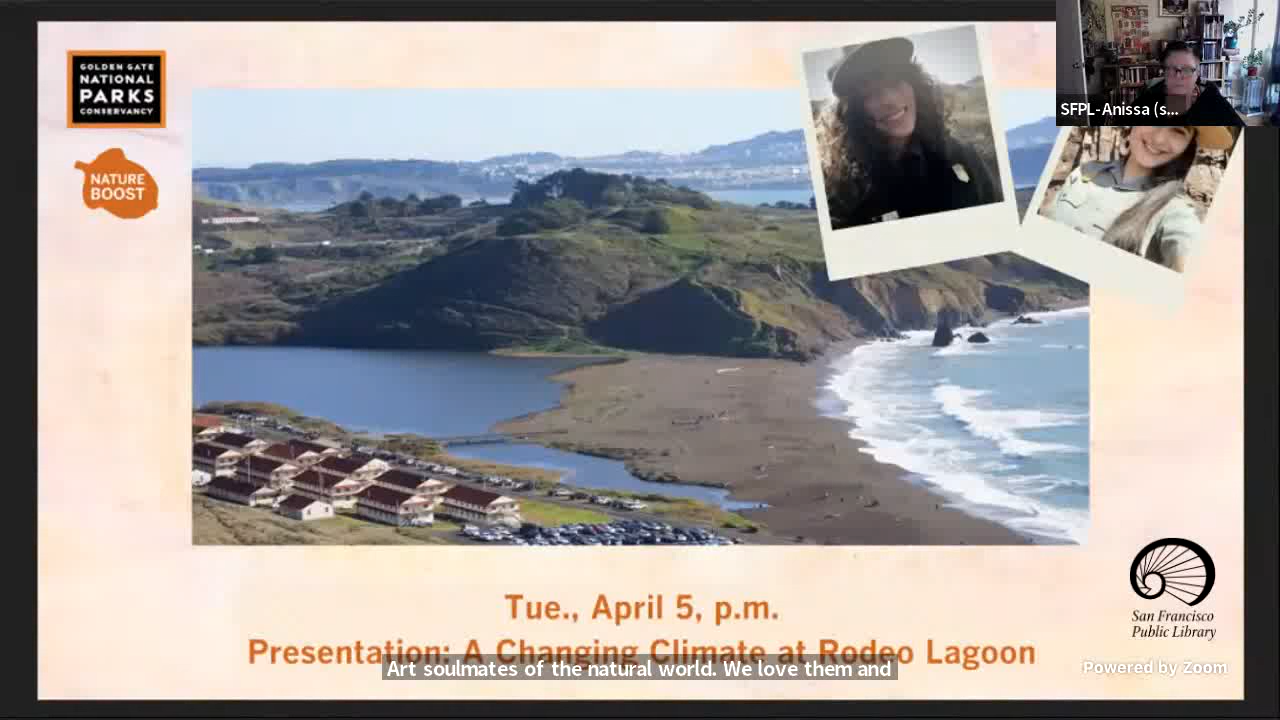 GOLDEN GATE
NATIONAL
PARKS
CONSERVANCY
NATURE
BOOST
SFPL-Anissa (s...
Tue., April 5, p.m.
Presentation: A Changing Climate at Rodeo Lagoon
Art soulmates of the natural world. We love them and
San Francisco
Public Library
Powered by Zoom